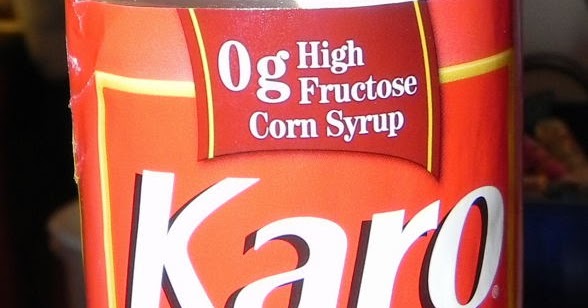 0g High
Fructose
Corn Syrup
Karo®